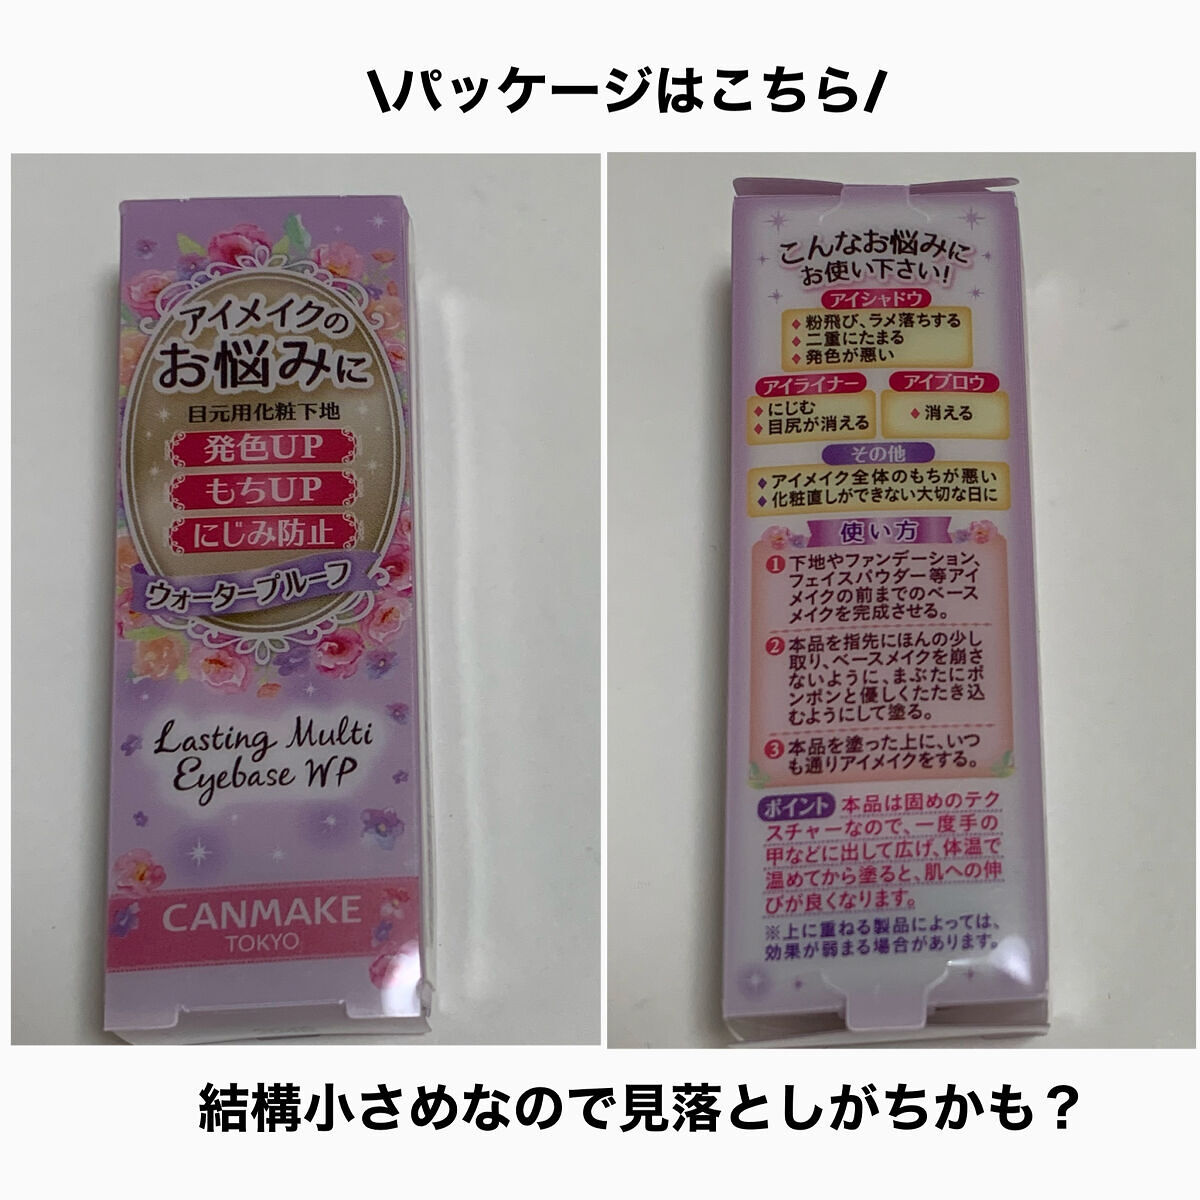 \パッケージはこちら/
アイメイクの
お悩みに
目元用化粧下地
発色UP
もちUP
にじみ防止
ウォータープルーフ
Lasting Multi
Eyebase WP
CANMAKE
TOKYO
こんなお悩みに
お使い下さい!
アイシャドウ
粉飛び、ラメ落ちする
二重にたまる
発色が悪い
アイライナー
にじむ
目尻が消える
アイブロウ
消える
その他
アイメイク全体のもちが悪い
化粧直しができない大切な日に
使い方
1 下地やファンデーション、
フェイスパウダー等アイ
メイクの前までのベース
メイクを完成させる。
2 本品を指先にほんの少し
取り、ベースメイクを崩さ
ないように、まぶたにポ
ンポンと優しくたたき込
むようにして塗る。
3 本品を塗った上に、いつ
も通りアイメイクをする。
ポイント 本品は固めのテク
スチャーなので、一度手の
甲などに出して広げ、体温で
温めてから塗ると、肌への伸
びが良くなります。
※上に重ねる製品によっては、
効果が弱まる場合があります。
結構小さめなので見落としがちかも？